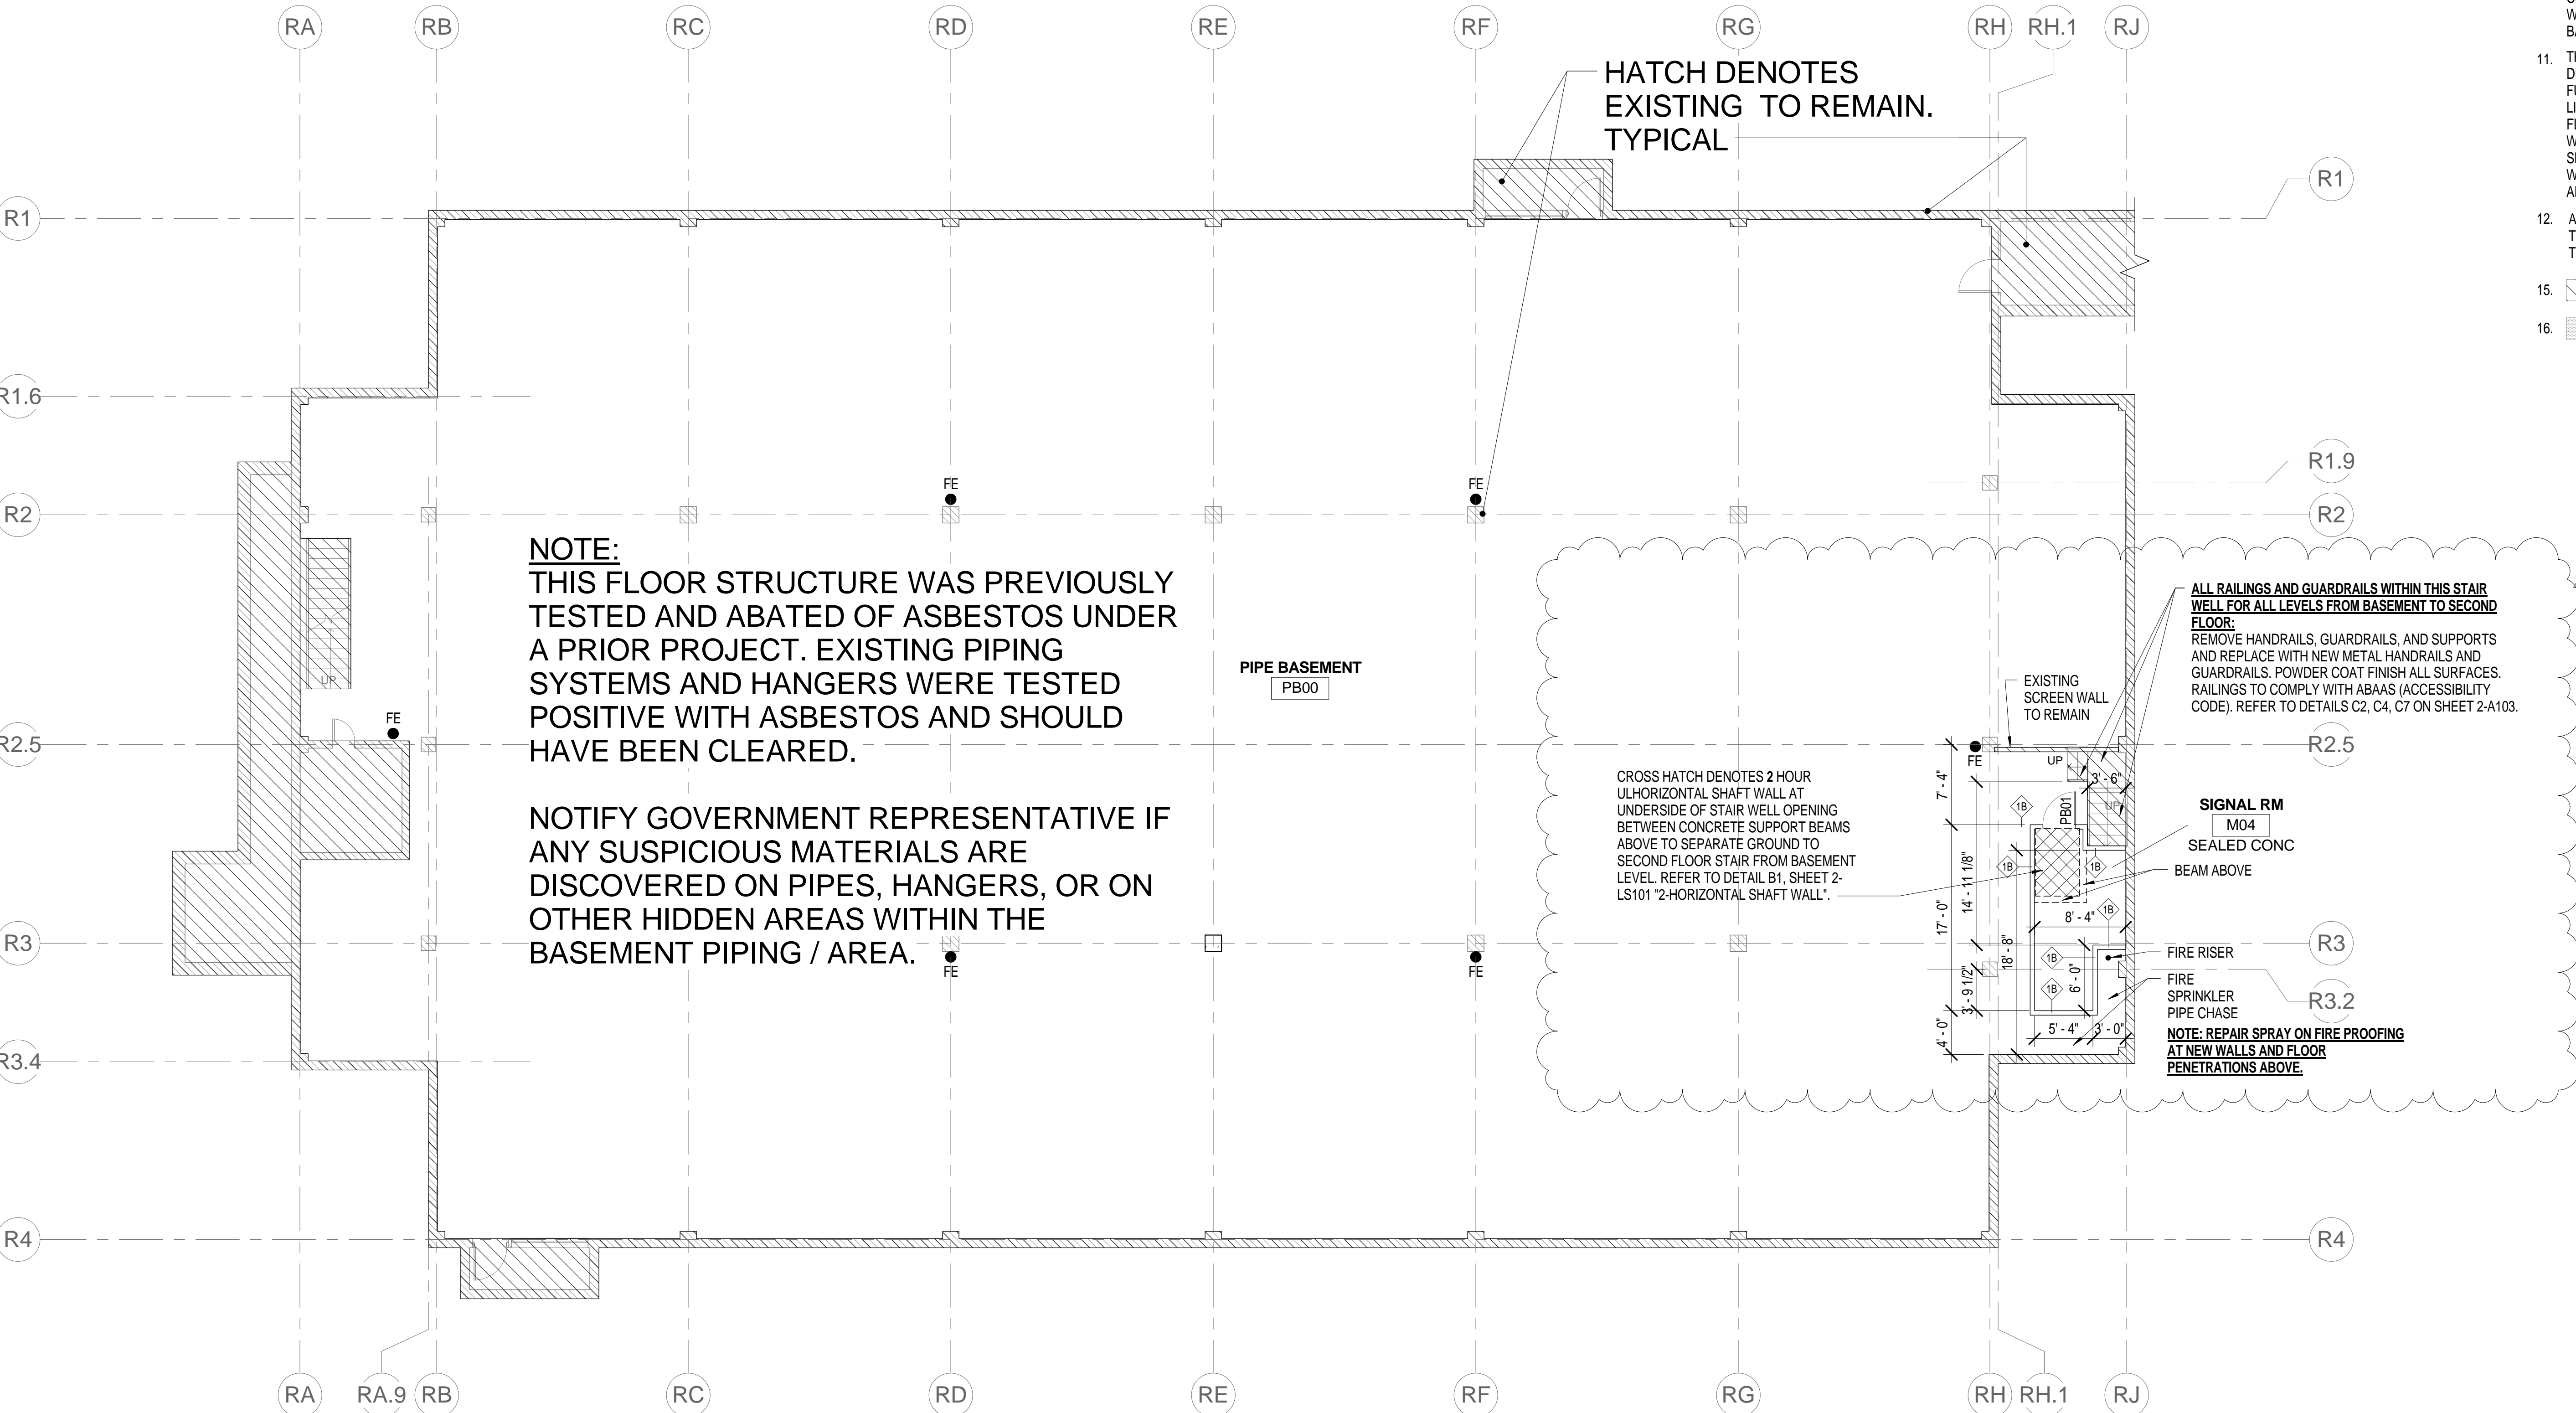 RA
RB
RC
RD
RE
RF
RG
RH
RH.1
RJ
HATCH DENOTES
EXISTING TO REMAIN.
TYPICAL
11.
12.
15.
16.
R1
R1
R1.6
R1.9
R2
R2
FE
FE
NOTE:
THIS FLOOR STRUCTURE WAS PREVIOUSLY
TESTED AND ABATED OF ASBESTOS UNDER
A PRIOR PROJECT. EXISTING PIPING
SYSTEMS AND HANGERS WERE TESTED
POSITIVE WITH ASBESTOS AND SHOULD
HAVE BEEN CLEARED.
NOTIFY GOVERNMENT REPRESENTATIVE IF
ANY SUSPICIOUS MATERIALS ARE
DISCOVERED ON PIPES, HANGERS, OR ON
OTHER HIDDEN AREAS WITHIN THE
BASEMENT PIPING / AREA.
PIPE BASEMENT
PB00
ALL RAILINGS AND GUARDRAILS WITHIN THIS STAIR
WELL FOR ALL LEVELS FROM BASEMENT TO SECOND
FLOOR:
REMOVE HANDRAILS, GUARDRAILS, AND SUPPORTS
AND REPLACE WITH NEW METAL HANDRAILS AND
GUARDRAILS. POWDER COAT FINISH ALL SURFACES.
RAILINGS TO COMPLY WITH ABAAS (ACCESSIBILITY
CODE). REFER TO DETAILS C2, C4, C7 ON SHEET 2-A103.
EXISTING
SCREEN WALL
TO REMAIN
UP
FE
R2.5
R2.5
FE
UP
3' - 6"
UP
PB01
CROSS HATCH DENOTES 2 HOUR
ULHORIZONTAL SHAFT WALL AT
UNDERSIDE OF STAIR WELL OPENING
BETWEEN CONCRETE SUPPORT BEAMS
ABOVE TO SEPARATE GROUND TO
SECOND FLOOR STAIR FROM BASEMENT
LEVEL. REFER TO DETAIL B1, SHEET 2-
LS101 "2-HORIZONTAL SHAFT WALL".
7' - 4"
17' - 0"
4' - 0"
14' - 11 1/8"
3' - 9 1/2"
18' - 8"
1B
1B
1B
1B
1B
1B
8' - 4"
6' - 0"
5' - 4"
3' - 0"
SIGNAL RM
M04
SEALED CONC
BEAM ABOVE
FIRE RISER
FIRE
SPRINKLER
PIPE CHASE
NOTE: REPAIR SPRAY ON FIRE PROOFING
AT NEW WALLS AND FLOOR
PENETRATIONS ABOVE.
R3
R3
FE
FE
R3.2
R3.4
R4
R4
RA
RA.9
RB
RC
RD
RE
RF
RG
RH
RH.1
RJ